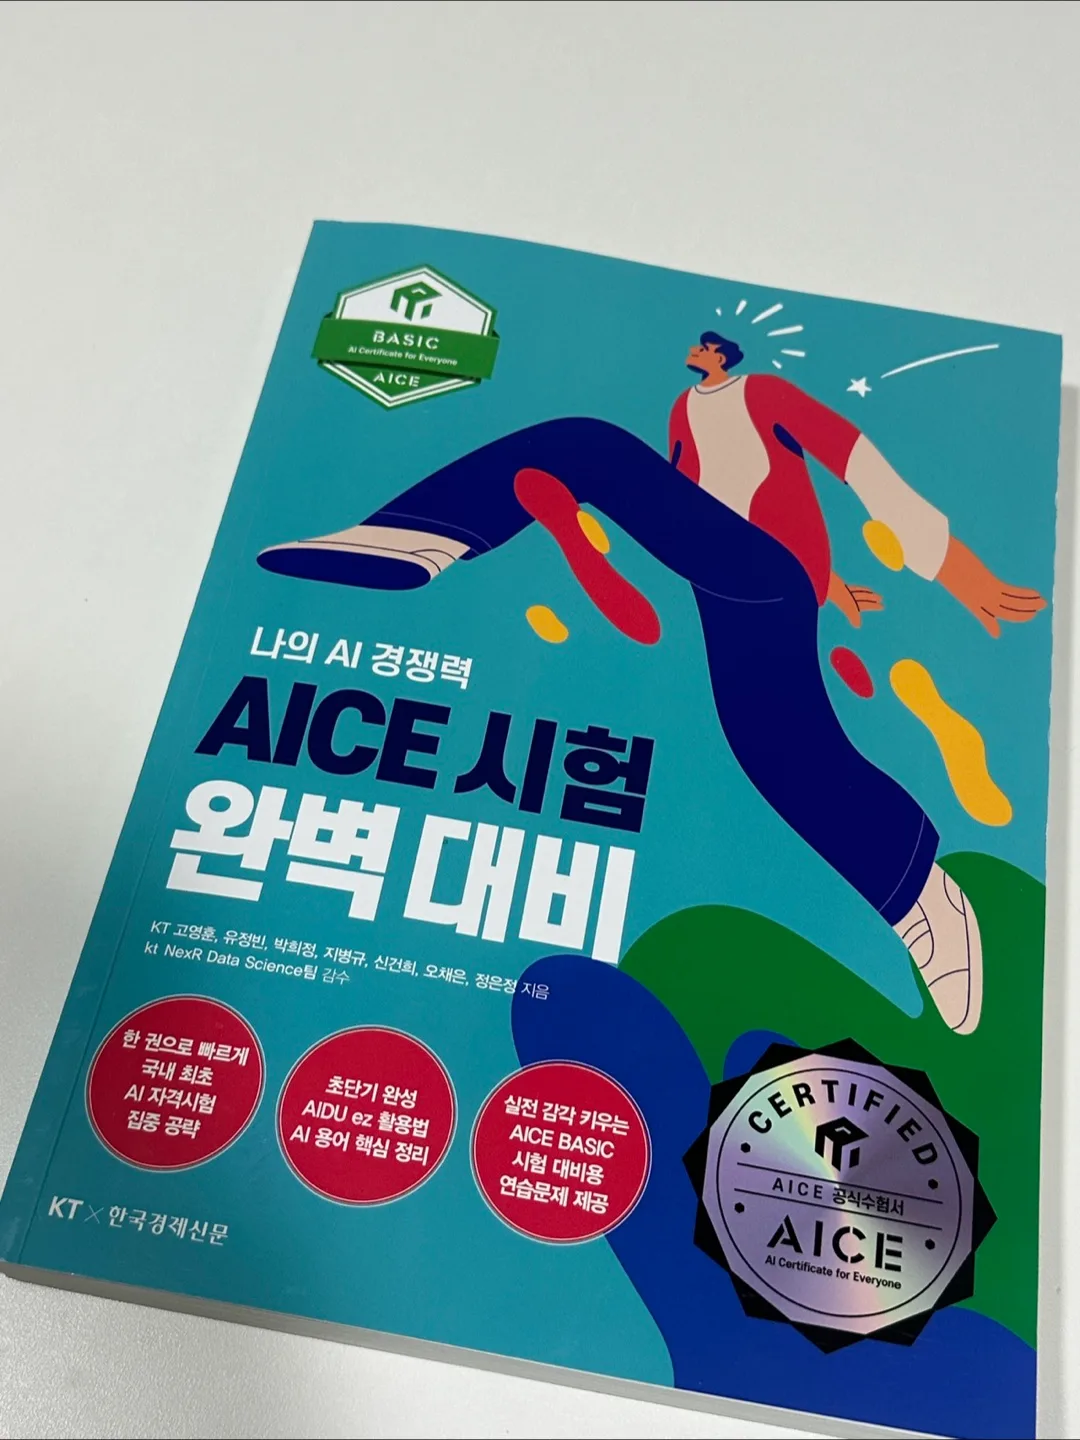 BASIC
AI Certificate for Everyone
AICE
나의 AI 경쟁력
AICE 시험
완벽 대비
KT 고영훈, 유정빈, 박희정, 지병규, 신건희, 오채은, 정은정 지음
kt NexR Data Science팀 감수
한 권으로 빠르게
국내 최초
AI 자격시험
집중 공략
초단기 완성
AIDU ez 활용법
AI 용어 핵심 정리
실전 감각 키우는
AICE BASIC
시험 대비용
연습문제 제공
CERTIFIED
AICE 공식수험서
AICE
AI Certificate for Everyone
KT × 한국경제신문